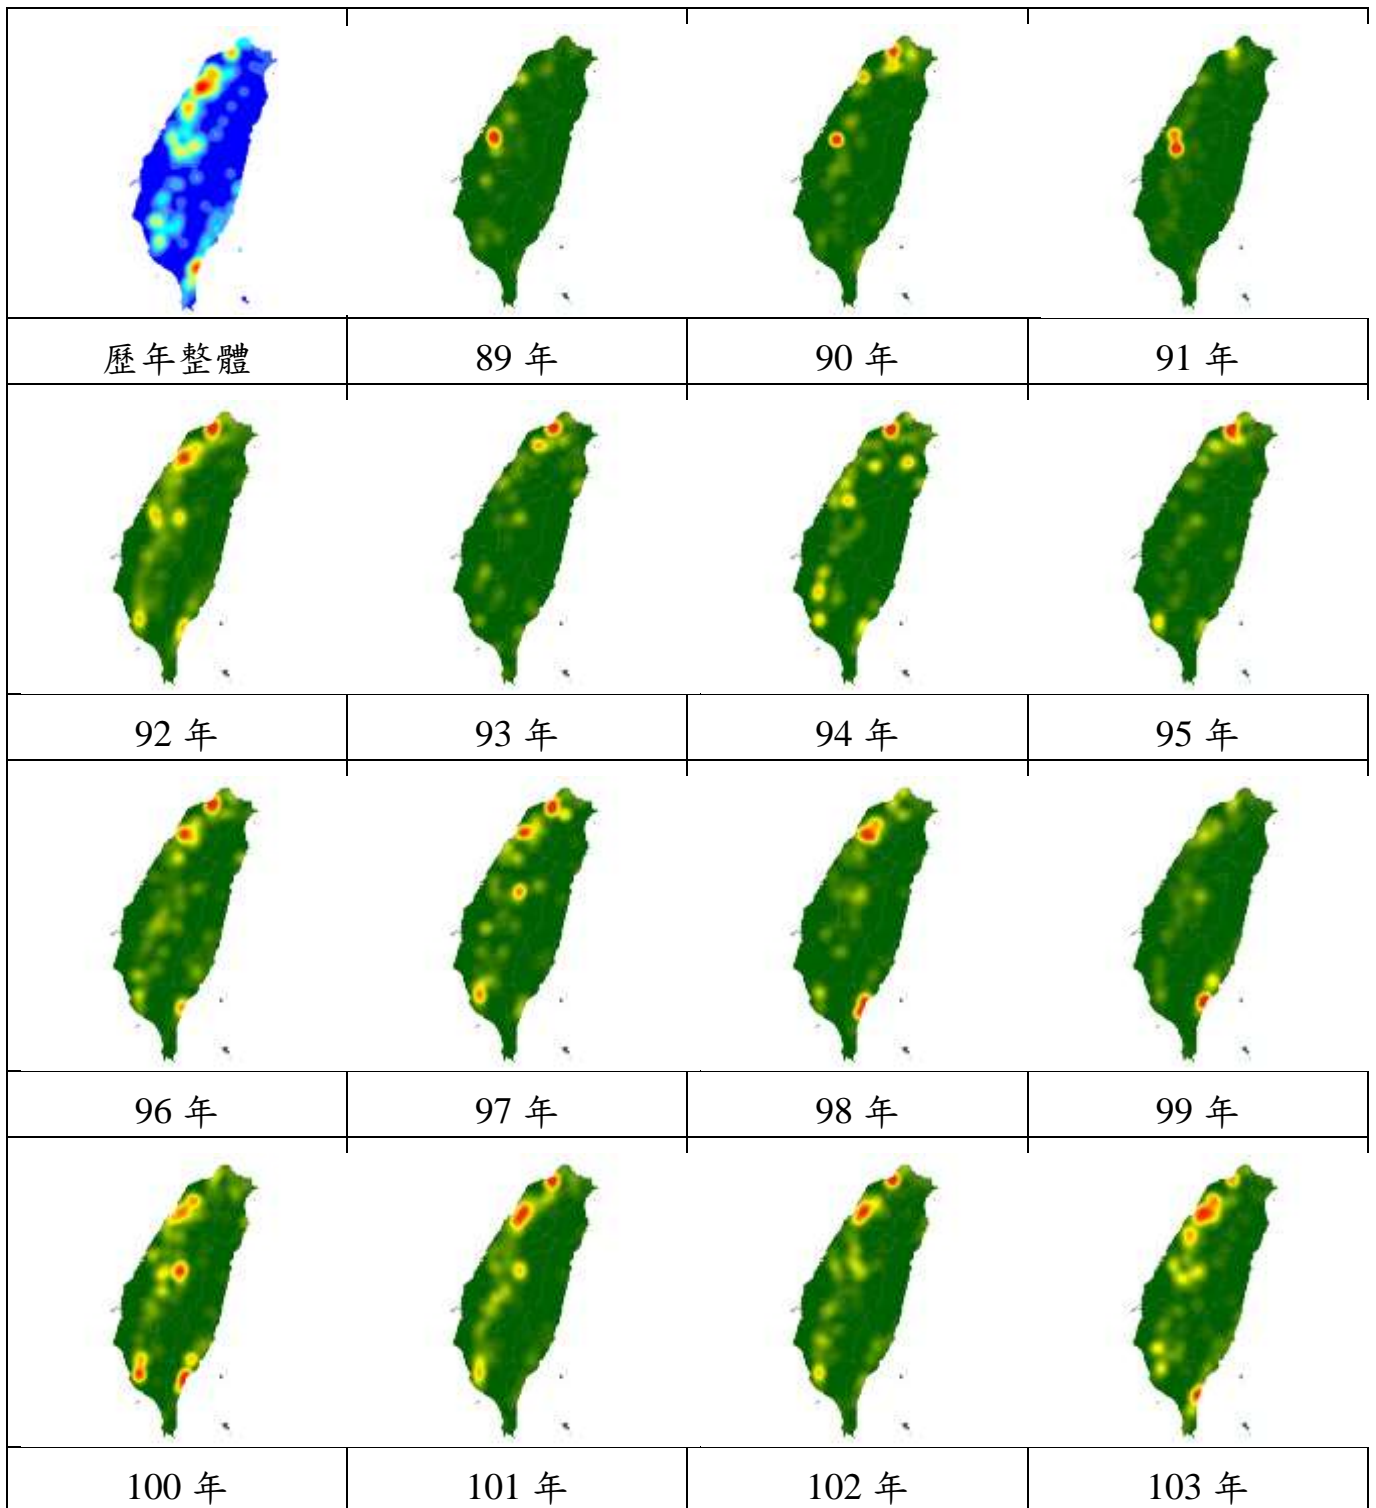 歷年整體 89 年 90 年 91 年
92 年 93 年 94 年 95 年
96 年 97 年 98 年 99 年
100 年 101 年 102 年 103 年